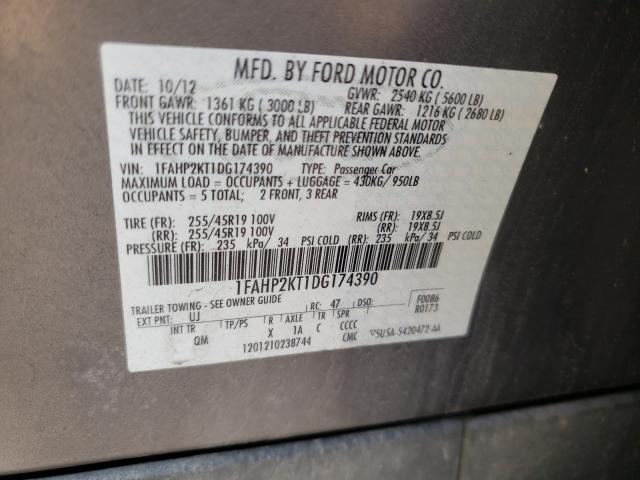 MFD. BY FORD MOTOR CO.
DATE: 10/12 GVWR: 2540 KG ( 5600 LB)
FRONT GAWR: 1361 KG ( 3000 LB) REAR GAWR: 1216 KG ( 2680 LB)
THIS VEHICLE CONFORMS TO ALL APPLICABLE FEDERAL MOTOR
VEHICLE SAFETY, BUMPER, AND THEFT PREVENTION STANDARDS
IN EFFECT ON THE DATE OF MANUFACTURE SHOWN ABOVE.
VIN: 1FAHP2KT1DG174390 TYPE: Passenger Car
MAXIMUM LOAD = OCCUPANTS + LUGGAGE = 430KG/ 950LB
OCCUPANTS = 5 TOTAL; 2 FRONT, 3 REAR
TIRE (FR): 255/45R19 100V RIMS (FR): 19X8.5J
(RR): 255/45R19 100V (RR): 19X8.5J
PRESSURE (FR): 235 kPa/ 34 PSI COLD (RR): 235 kPa/ 34 PSI COLD
1FAHP2KT1DG174390
TRAILER TOWING - SEE OWNER GUIDE RC: 47 DSO: F0086
EXT PNT: UJ R0173
INT TR TP/PS R AXLE TR SPR
QM X 1A C CCCC
1201210238744 CMC ▽5USA-5420472-AA